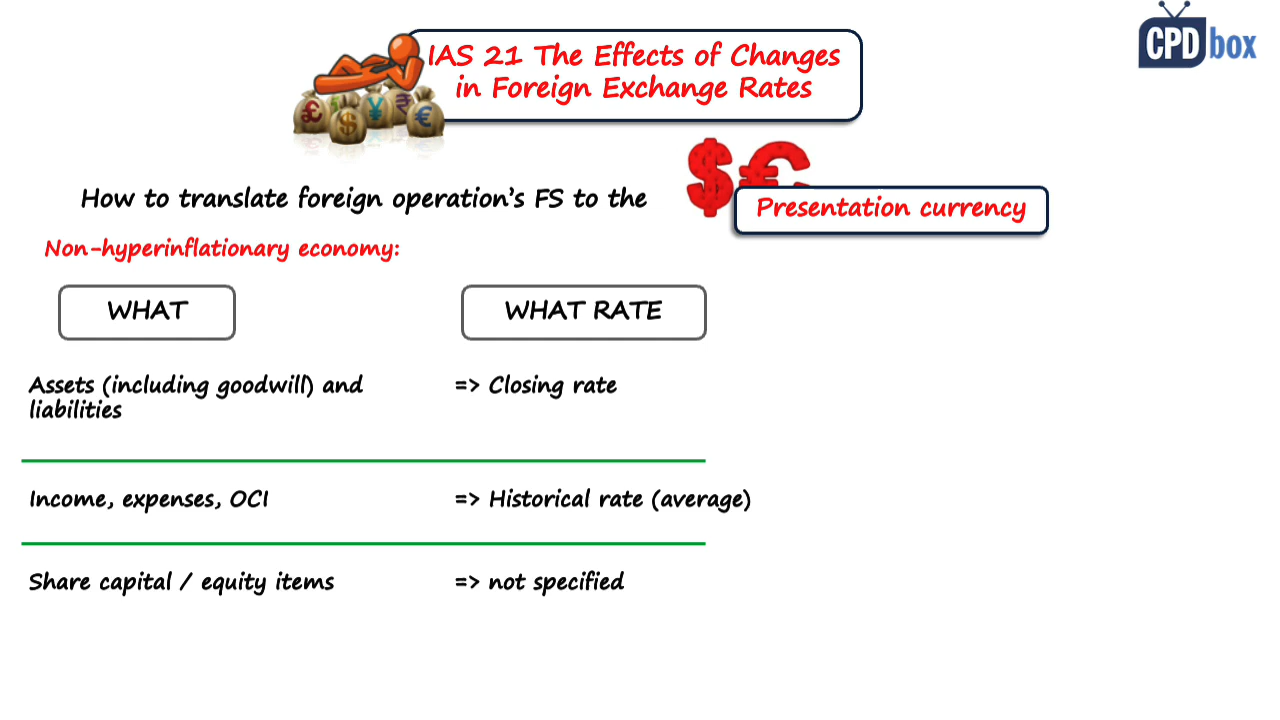 CPD box
IAS 21 The Effects of Changes
in Foreign Exchange Rates
£ $ ¥ ₹ €
$€
How to translate foreign operation's FS to the
Presentation currency
Non-hyperinflationary economy:
WHAT
WHAT RATE
Assets (including goodwill) and
liabilities
=> Closing rate
Income, expenses, OCI
=> Historical rate (average)
Share capital / equity items
=> not specified